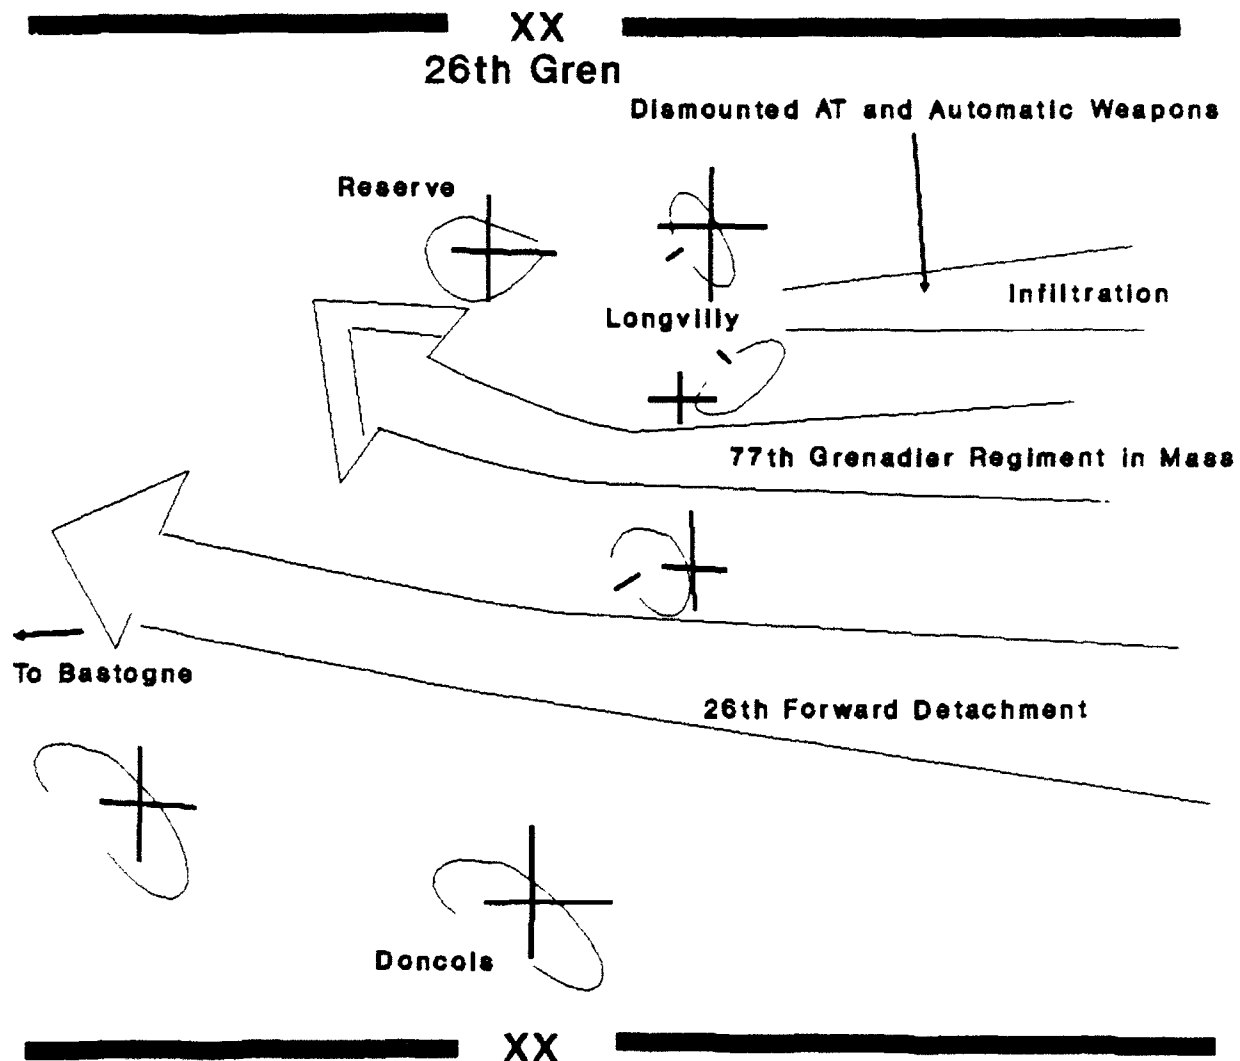 XX
26th Gren
Dismounted AT and Automatic Weapons
Reserve
Infiltration
Longvilly
77th Grenadier Regiment in Mass
To Bastogne
26th Forward Detachment
Doncols
XX